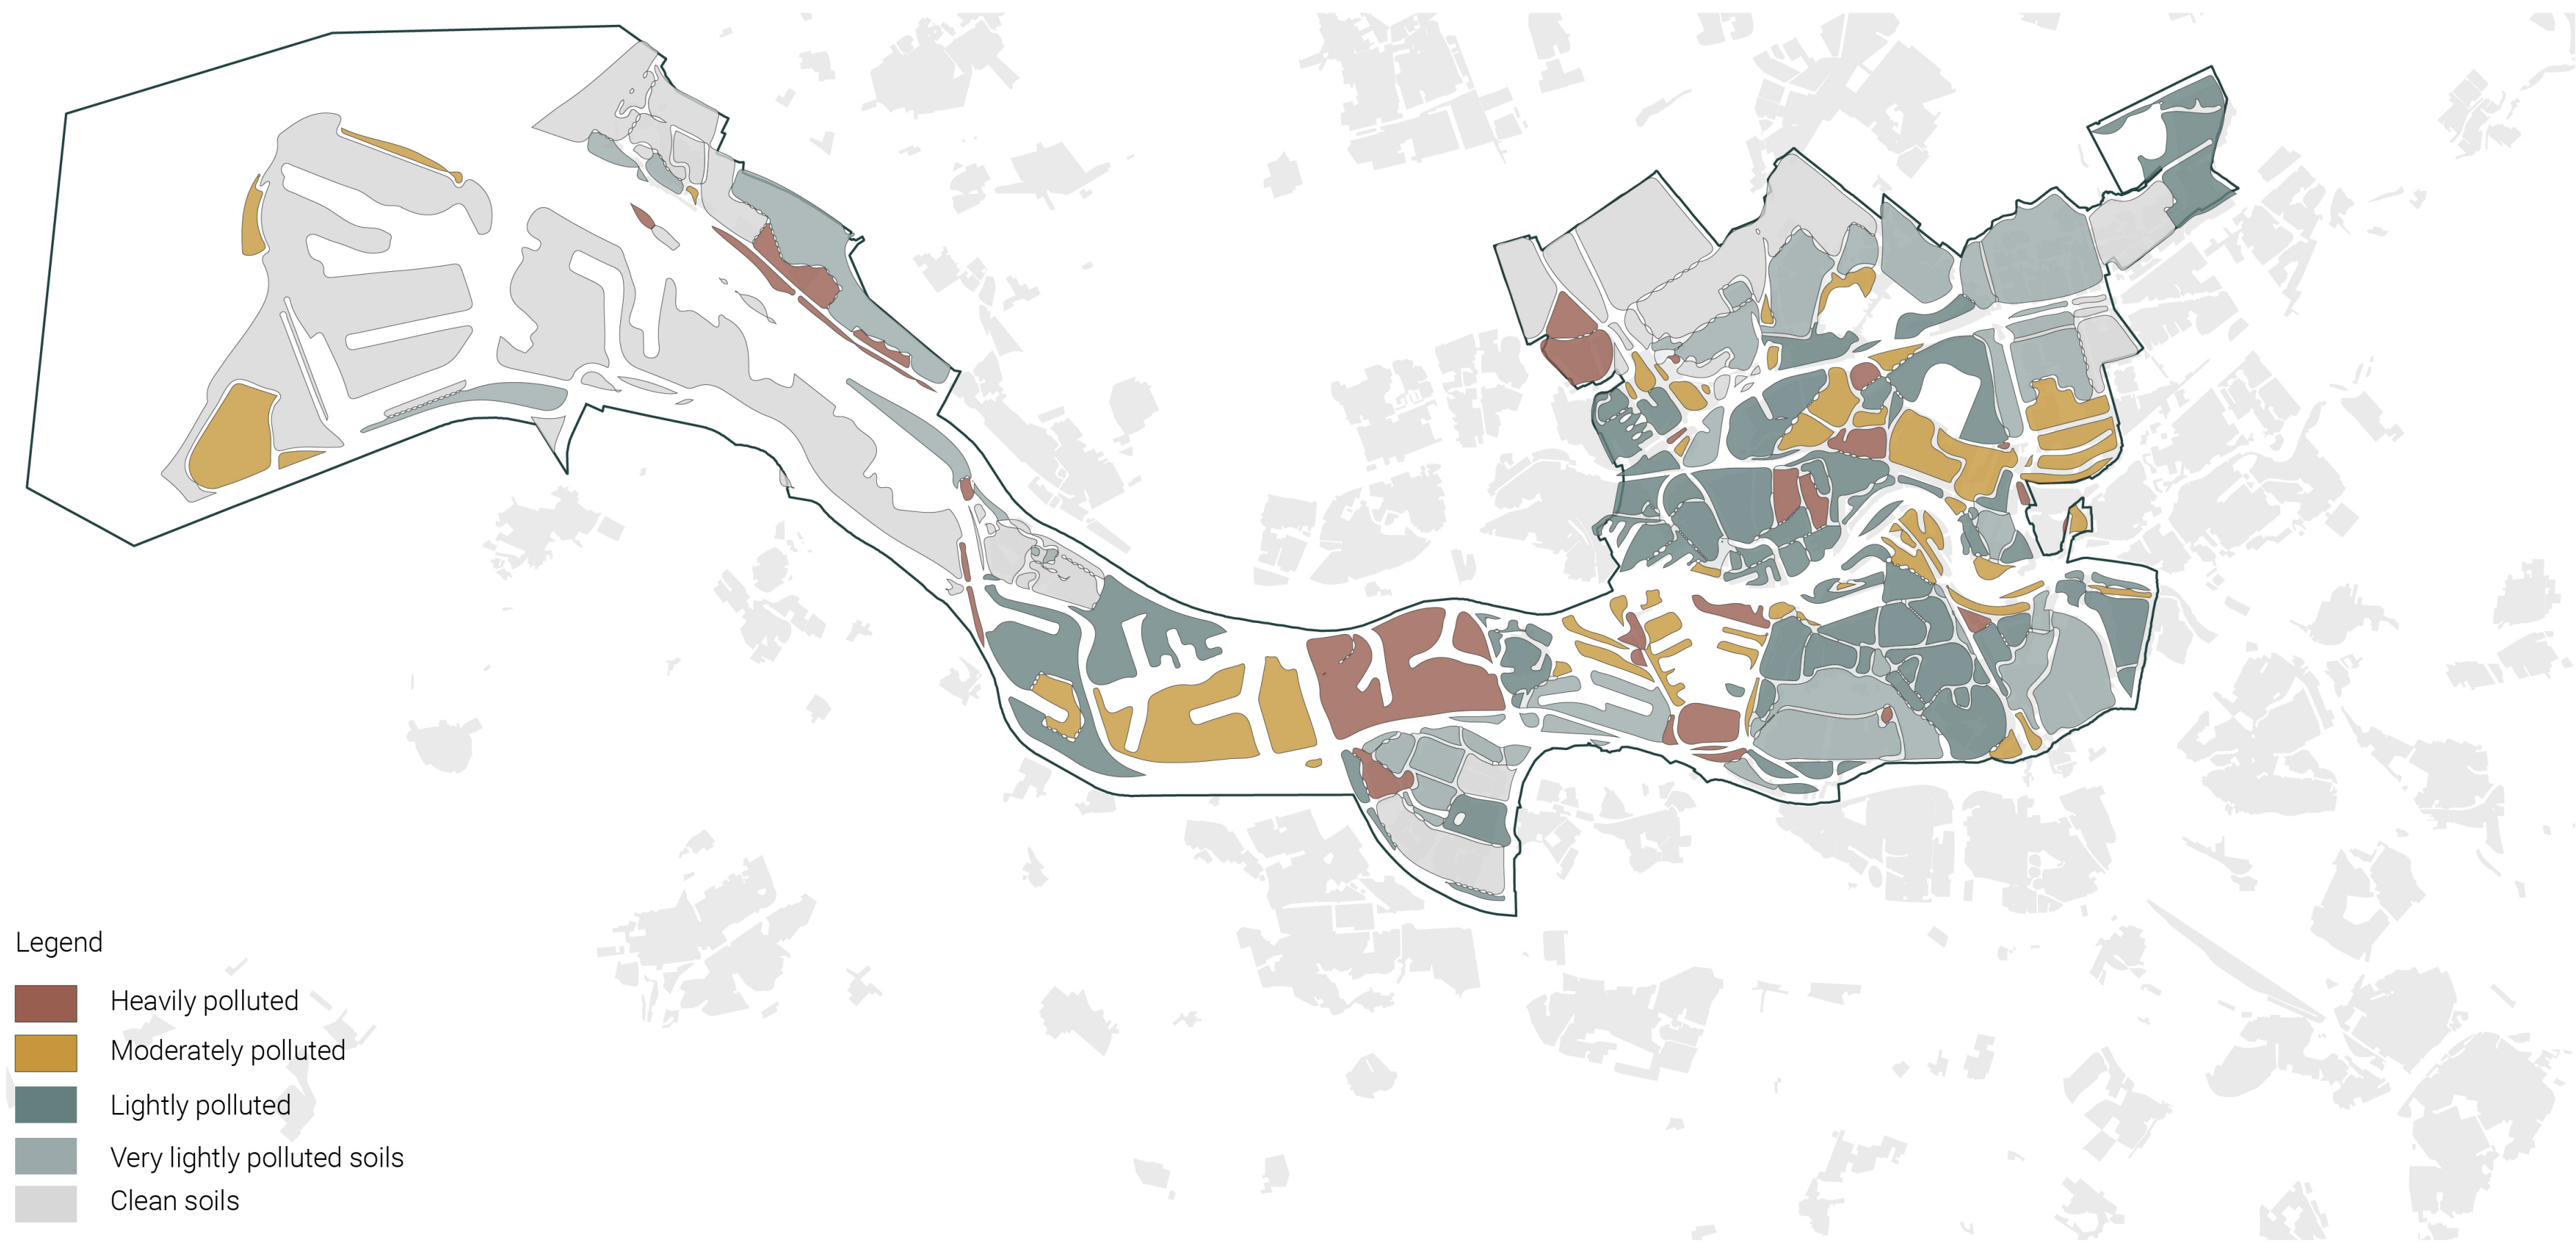 Legend
Heavily polluted
Moderately polluted
Lightly polluted
Very lightly polluted soils
Clean soils